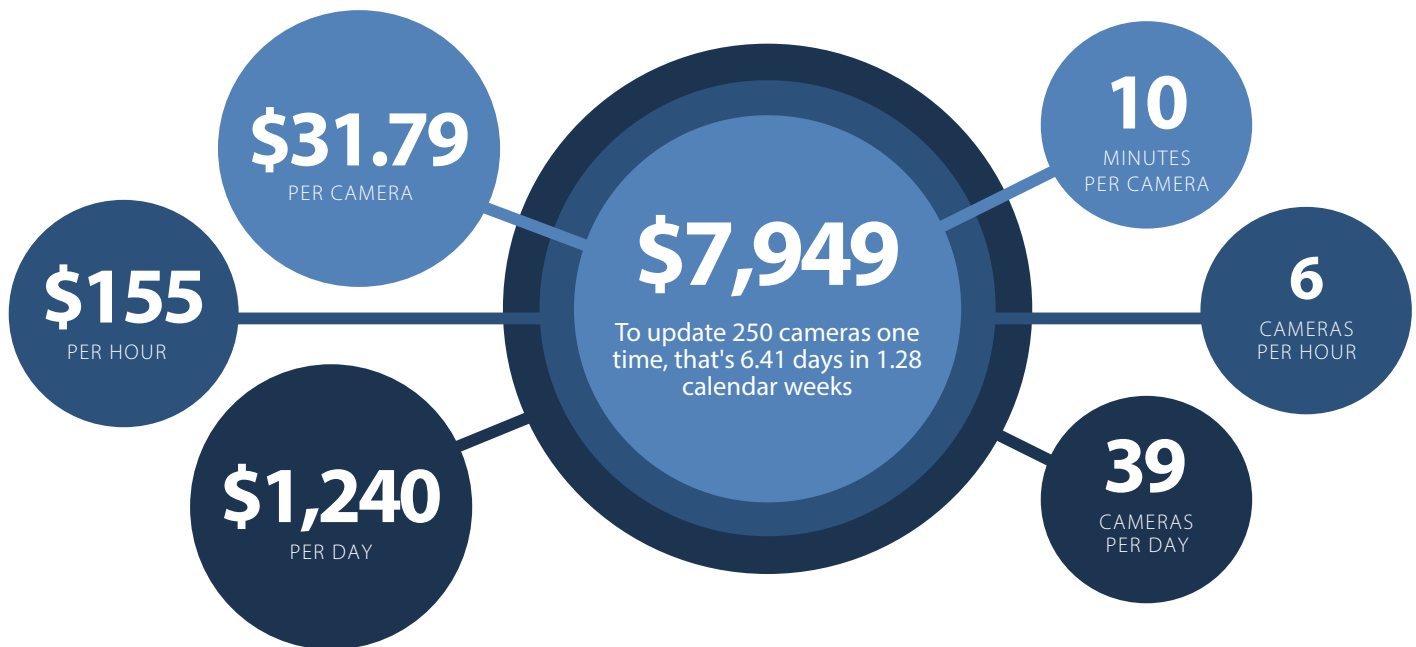 $31.79
PER CAMERA
$155
PER HOUR
$1,240
PER DAY
$7,949
To update 250 cameras one
time, that's 6.41 days in 1.28
calendar weeks
10
MINUTES
PER CAMERA
6
CAMERAS
PER HOUR
39
CAMERAS
PER DAY